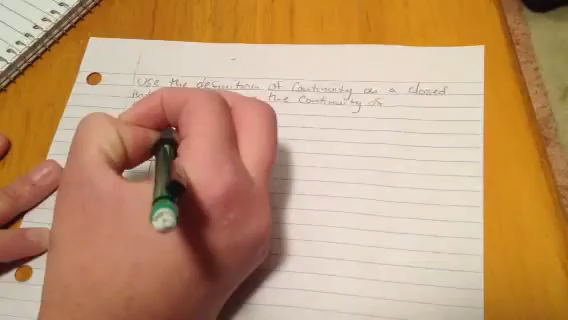 Use the definition of Continuity on a closed
the Continuity of